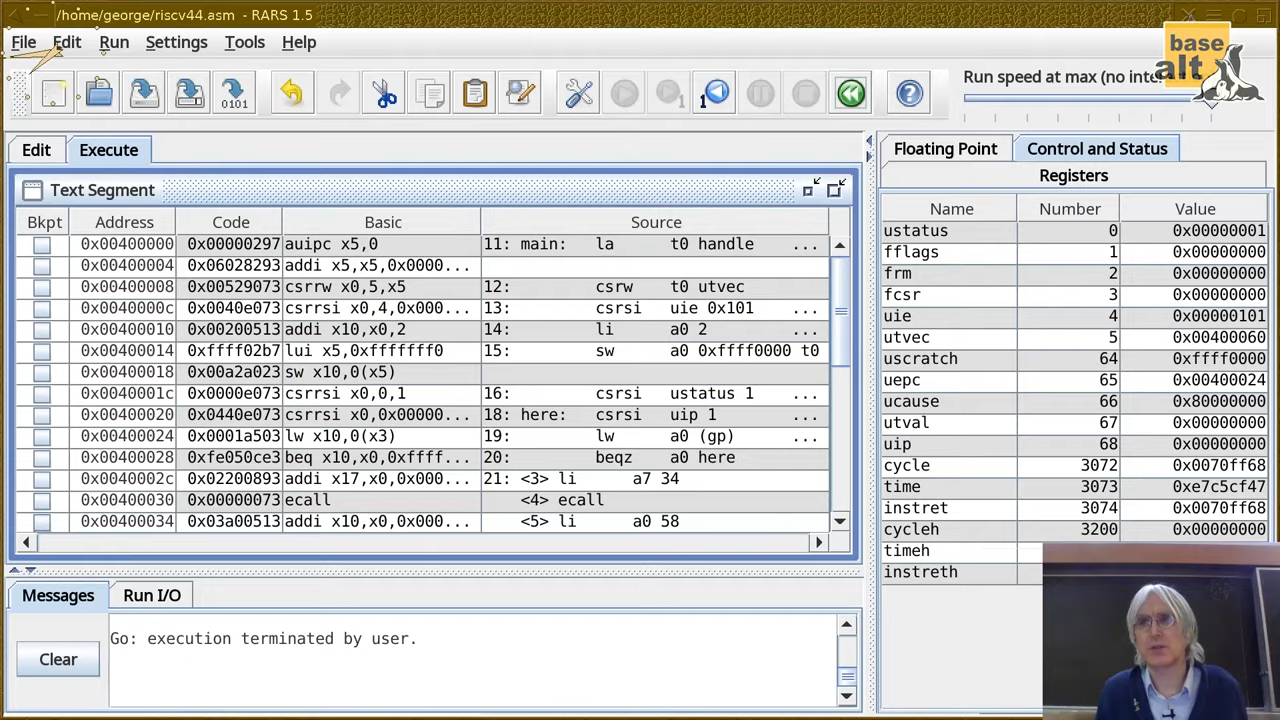 /home/george/riscv44.asm - RARS 1.5
File Edit Run Settings Tools Help
base
alt
Run speed at max (no inte
0101
1
1
?
Edit Execute
Floating Point Control and Status
Registers
Text Segment
Bkpt Address Code Basic Source
0x00400000 0x00000297 auipc x5,0 11: main: la t0 handle ...
0x00400004 0x06028293 addi x5,x5,0x0000...
0x00400008 0x00529073 csrrw x0,5,x5 12: csrw t0 utvec
0x0040000c 0x0040e073 csrrsi x0,4,0x000... 13: csrsi uie 0x101
0x00400010 0x00200513 addi x10,x0,2 14: li a0 2
0x00400014 0xffff02b7 lui x5,0xfffffff0 15: sw a0 0xffff0000 t0
0x00400018 0x00a2a023 sw x10,0(x5)
0x0040001c 0x0000e073 csrrsi x0,0,1 16: csrsi ustatus 1
0x00400020 0x0440e073 csrrsi x0,0x00000... 18: here: csrsi uip 1 ...
0x00400024 0x0001a503 lw x10,0(x3) 19: lw a0 (gp) ...
0x00400028 0xfe050ce3 beq x10,x0,0xffff... 20: beqz a0 here
0x0040002c 0x02200893 addi x17,x0,0x000... 21: <3> li a7 34
0x00400030 0x00000073 ecall <4> ecall
0x00400034 0x03a00513 addi x10,x0,0x000... <5> li a0 58
Name Number Value
ustatus 0 0x00000001
fflags 1 0x00000000
frm 2 0x00000000
fcsr 3 0x00000000
uie 4 0x00000101
utvec 5 0x00400060
uscratch 64 0xffff0000
uepc 65 0x00400024
ucause 66 0x80000000
utval 67 0x00000000
uip 68 0x00000000
cycle 3072 0x0070ff68
time 3073 0xe7c5cf47
instret 3074 0x0070ff68
cycleh 3200 0x00000000
timeh
instreth
Messages Run I/O
Go: execution terminated by user.
Clear